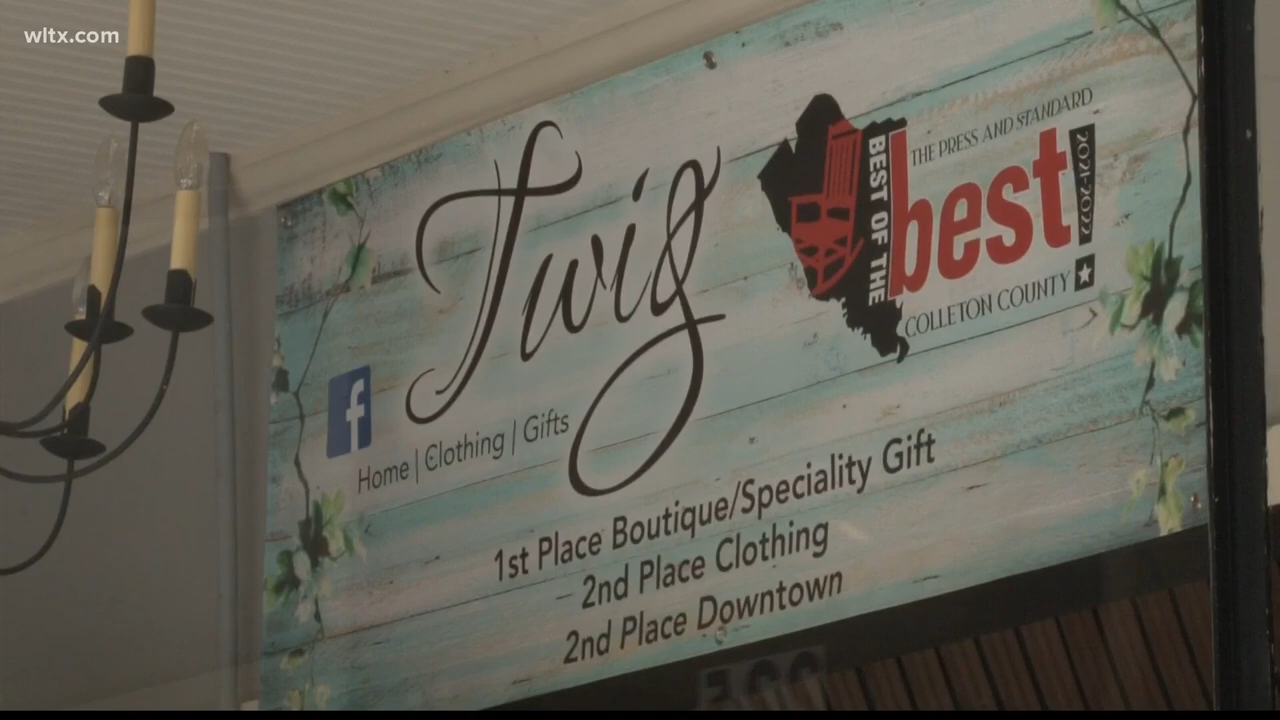 wltx.com
Twig
Home | Clothing | Gifts
f
BEST OF THE
THE PRESS AND STANDARD
best!
2021-2022
COLLETON COUNTY
1st Place Boutique/Speciality Gift
2nd Place Clothing
2nd Place Downtown